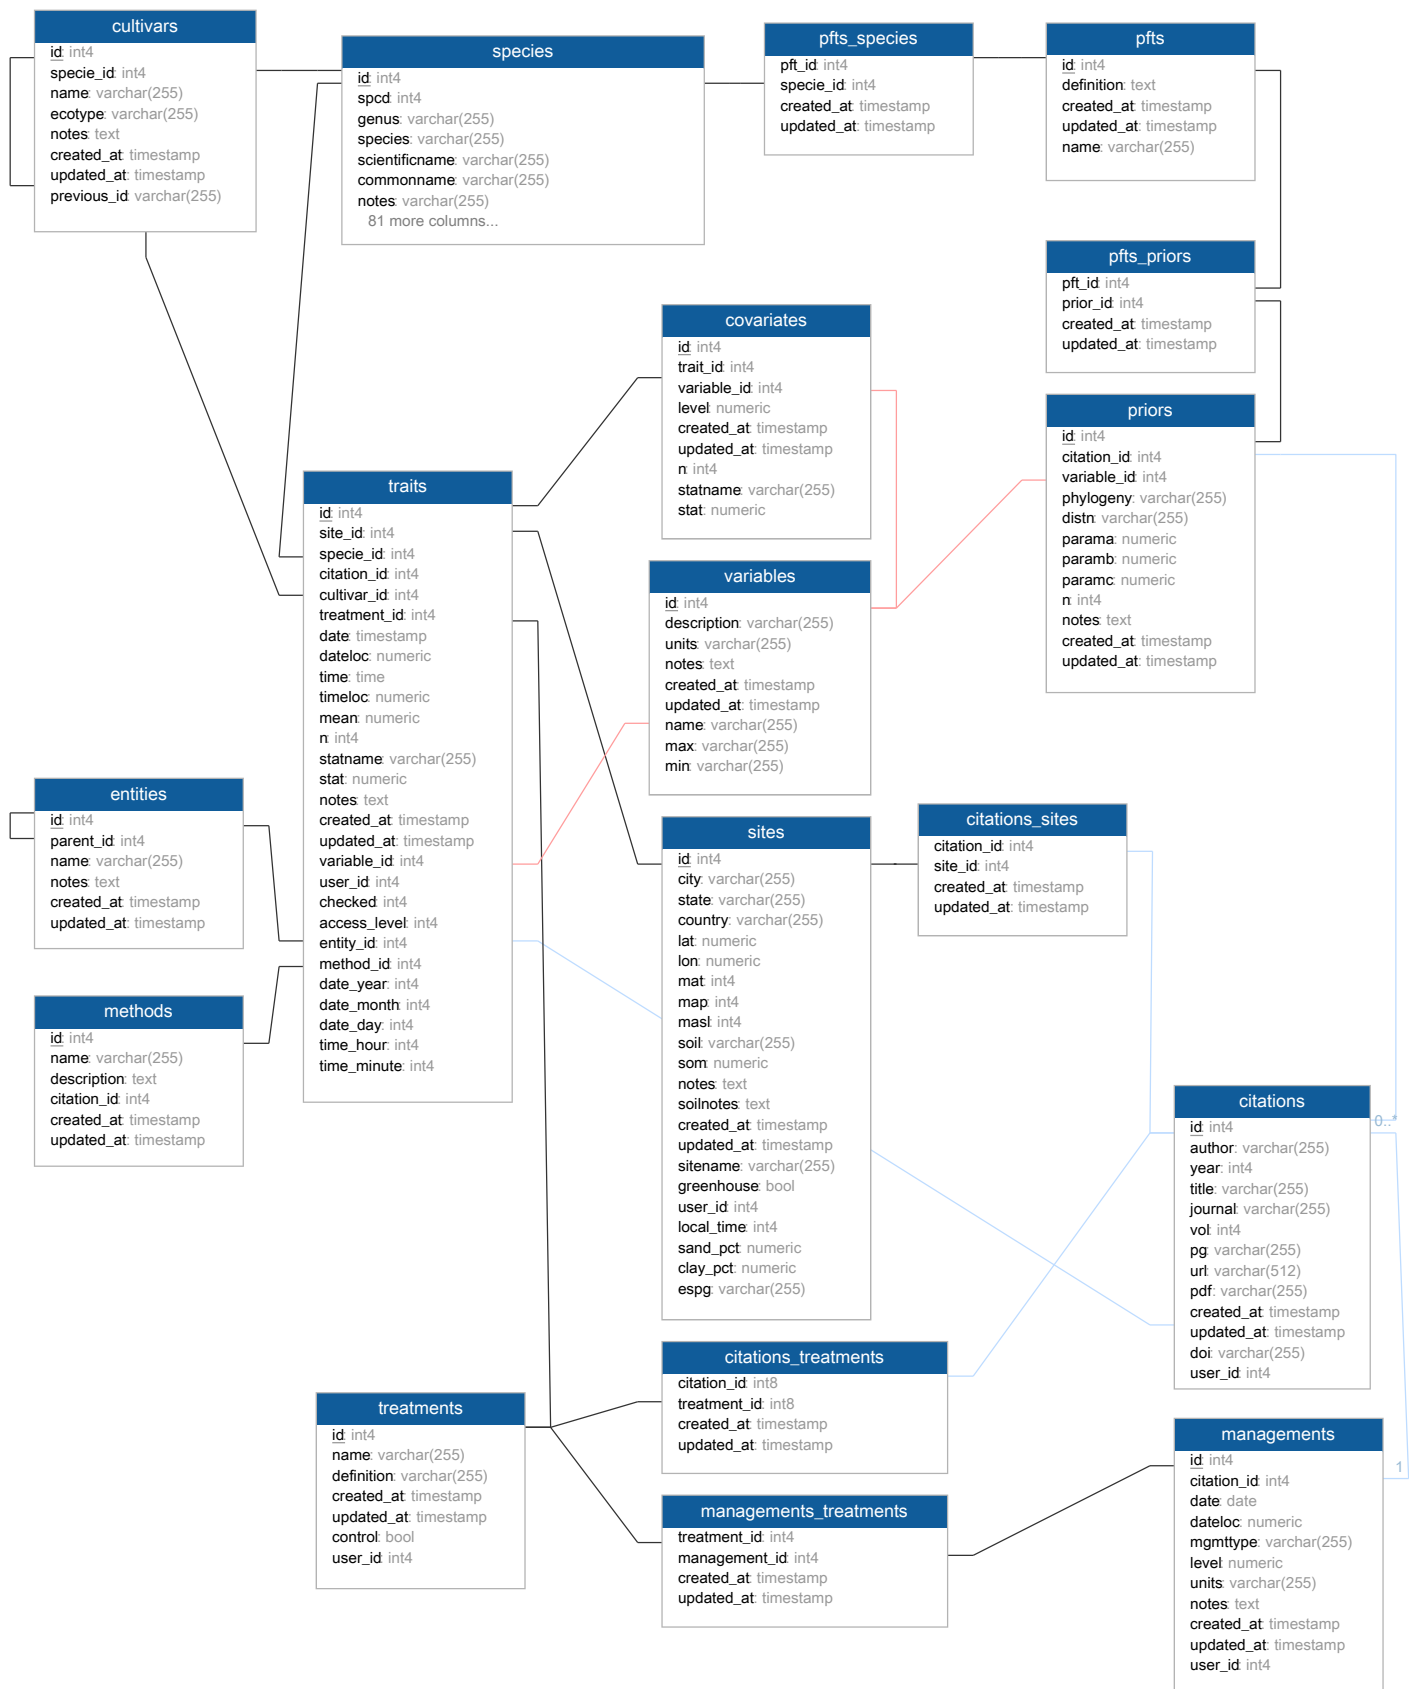 cultivars
id: int4
specie_id: int4
name: varchar(255)
ecotype: varchar(255)
notes: text
created_at: timestamp
updated_at: timestamp
previous_id: varchar(255)
species
id: int4
spcd: int4
genus: varchar(255)
species: varchar(255)
scientificname: varchar(255)
commonname: varchar(255)
notes: varchar(255)
81 more columns...
pfts_species
pft_id: int4
specie_id: int4
created_at: timestamp
updated_at: timestamp
pfts
id: int4
definition: text
created_at: timestamp
updated_at: timestamp
name: varchar(255)
pfts_priors
pft_id: int4
prior_id: int4
created_at: timestamp
updated_at: timestamp
covariates
id: int4
trait_id: int4
variable_id: int4
level: numeric
created_at: timestamp
updated_at: timestamp
n: int4
statname: varchar(255)
stat: numeric
priors
id: int4
citation_id: int4
variable_id: int4
phylogeny: varchar(255)
distn: varchar(255)
parama: numeric
paramb: numeric
paramc: numeric
n: int4
notes: text
created_at: timestamp
updated_at: timestamp
traits
id: int4
site_id: int4
specie_id: int4
citation_id: int4
cultivar_id: int4
treatment_id: int4
date: timestamp
dateloc: numeric
time: time
timeloc: numeric
mean: numeric
n: int4
statname: varchar(255)
stat: numeric
notes: text
created_at: timestamp
updated_at: timestamp
variable_id: int4
user_id: int4
checked: int4
access_level: int4
entity_id: int4
method_id: int4
date_year: int4
date_month: int4
date_day: int4
time_hour: int4
time_minute: int4
variables
id: int4
description: varchar(255)
units: varchar(255)
notes: text
created_at: timestamp
updated_at: timestamp
name: varchar(255)
max: varchar(255)
min: varchar(255)
entities
id: int4
parent_id: int4
name: varchar(255)
notes: text
created_at: timestamp
updated_at: timestamp
methods
id: int4
name: varchar(255)
description: text
citation_id: int4
created_at: timestamp
updated_at: timestamp
sites
id: int4
city: varchar(255)
state: varchar(255)
country: varchar(255)
lat: numeric
lon: numeric
mat: int4
map: int4
masl: int4
soil: varchar(255)
som: numeric
notes: text
soilnotes: text
created_at: timestamp
updated_at: timestamp
sitename: varchar(255)
greenhouse: bool
user_id: int4
local_time: int4
sand_pct: numeric
clay_pct: numeric
espg: varchar(255)
citations_sites
citation_id: int4
site_id: int4
created_at: timestamp
updated_at: timestamp
citations
0..*
id: int4
author: varchar(255)
year: int4
title: varchar(255)
journal: varchar(255)
vol: int4
pg: varchar(255)
url: varchar(512)
pdf: varchar(255)
created_at: timestamp
updated_at: timestamp
doi: varchar(255)
user_id: int4
citations_treatments
citation_id: int8
treatment_id: int8
created_at: timestamp
updated_at: timestamp
treatments
id: int4
name: varchar(255)
definition: varchar(255)
created_at: timestamp
updated_at: timestamp
control: bool
user_id: int4
managements_treatments
treatment_id: int4
management_id: int4
created_at: timestamp
updated_at: timestamp
managements
1
id: int4
citation_id: int4
date: date
dateloc: numeric
mgmttype: varchar(255)
level: numeric
units: varchar(255)
notes: text
created_at: timestamp
updated_at: timestamp
user_id: int4